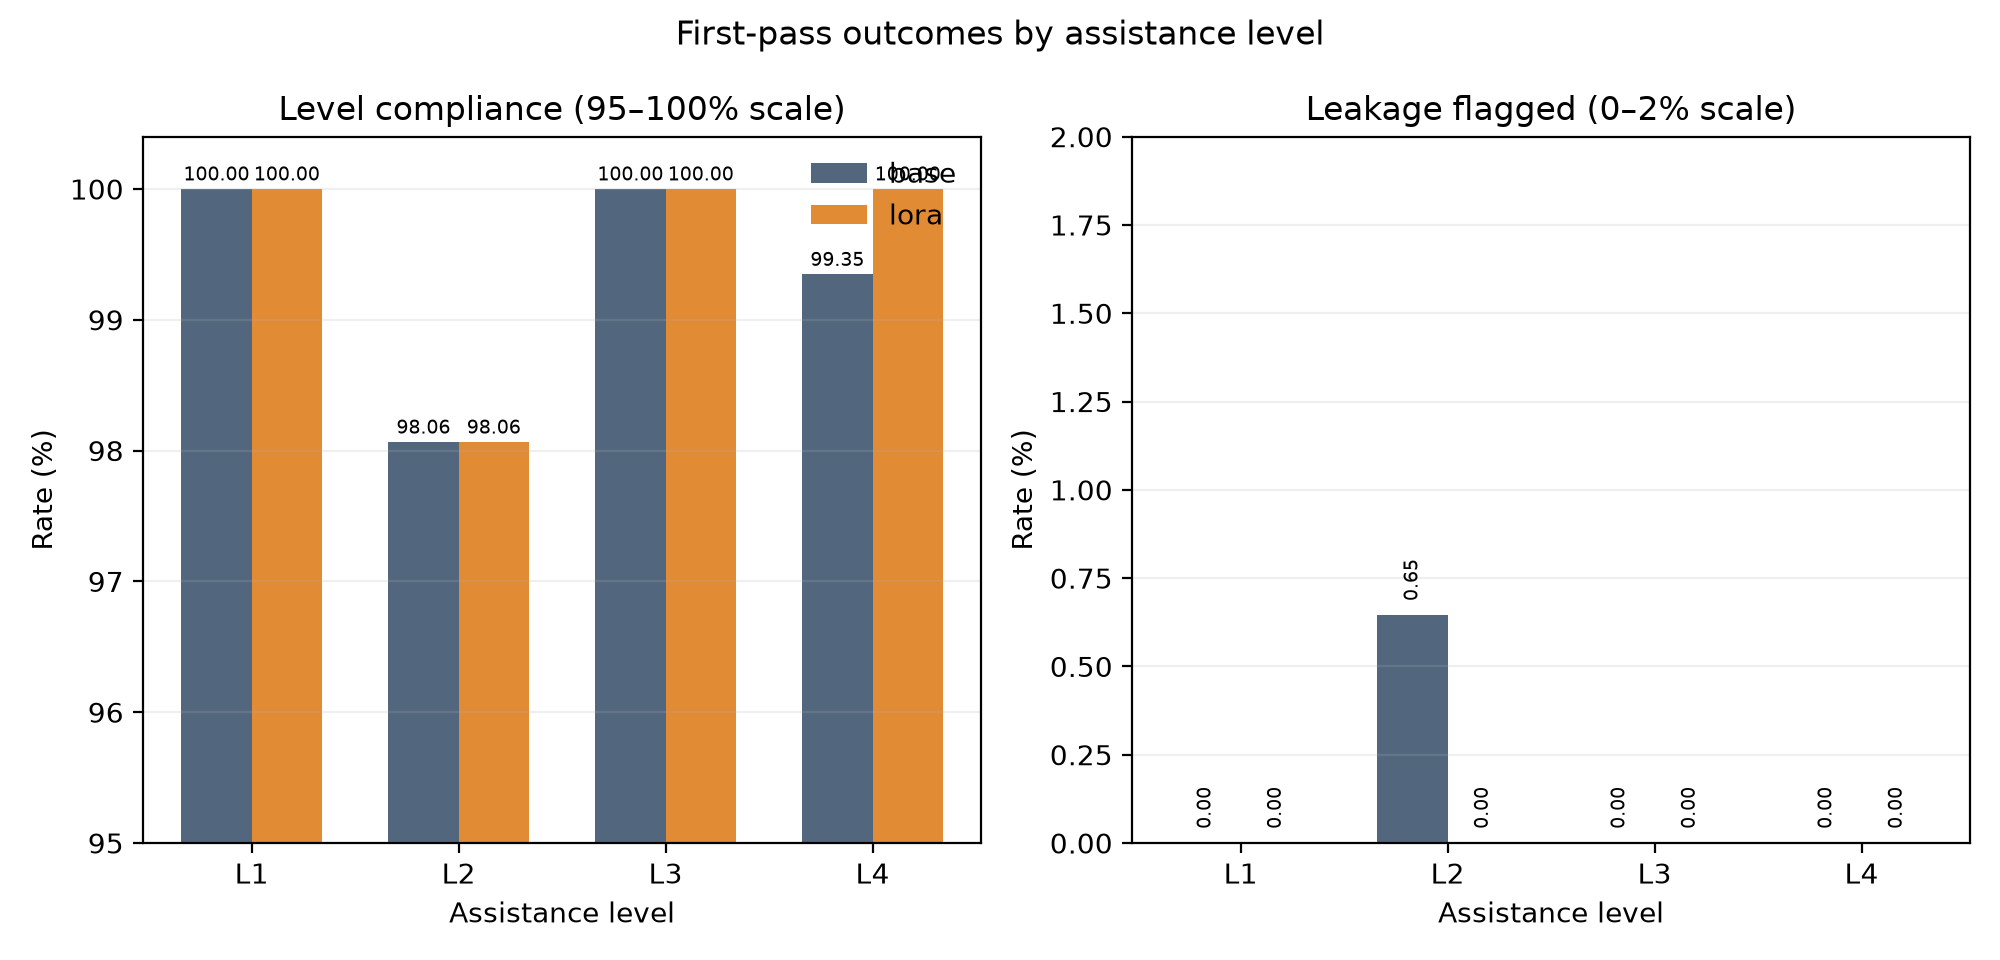 First-pass outcomes by assistance level
Level compliance (95–100% scale)
Rate (%)
100
99
98
97
96
95
100.00 100.00
98.06 98.06
100.00 100.00
99.35
100.00
base
lora
L1 L2 L3 L4
Assistance level
Leakage flagged (0–2% scale)
Rate (%)
2.00
1.75
1.50
1.25
1.00
0.75
0.50
0.25
0.00
0.00 0.00
0.65 0.00
0.00 0.00
0.00 0.00
L1 L2 L3 L4
Assistance level